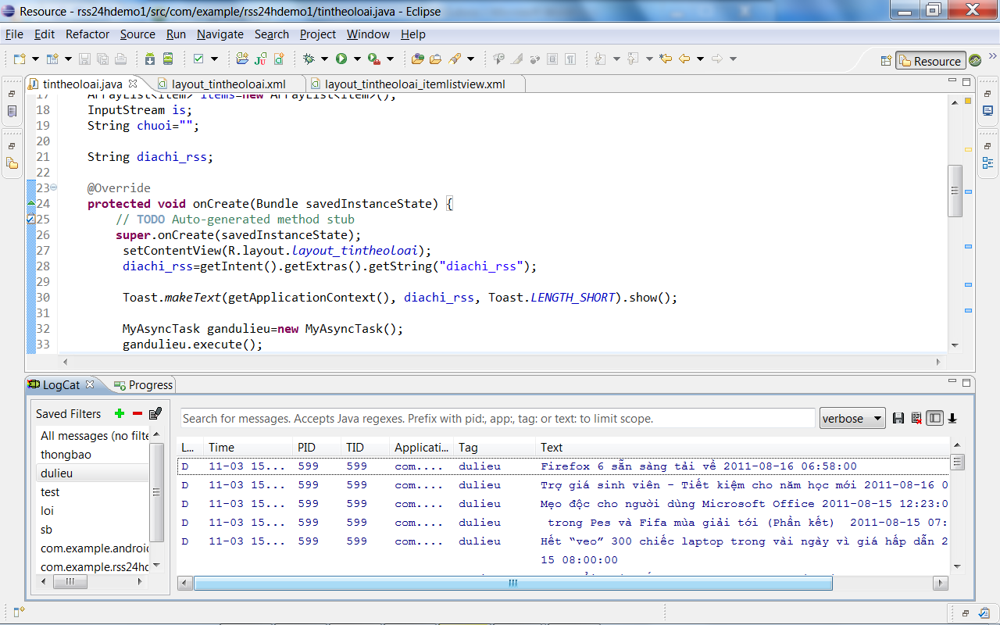 Resource - rss24hdemo1/src/com/example/rss24hdemo1/tintheoloai.java - Eclipse
File Edit Refactor Source Run Navigate Search Project Window Help
Resource
tintheoloai.java layout_tintheoloai.xml layout_tintheoloai_itemlistview.xml
17 ArrayList<item> items=new ArrayList<item>();
18 InputStream is;
19 String chuoi="";
20
21 String diachi_rss;
22
23 @Override
24 protected void onCreate(Bundle savedInstanceState) {
25 // TODO Auto-generated method stub
26 super.onCreate(savedInstanceState);
27 setContentView(R.layout.layout_tintheoloai);
28 diachi_rss=getIntent().getExtras().getString("diachi_rss");
29
30 Toast.makeText(getApplicationContext(), diachi_rss, Toast.LENGTH_SHORT).show();
31
32 MyAsyncTask gandulieu=new MyAsyncTask();
33 gandulieu.execute();
LogCat Progress
Saved Filters
All messages (no filte
thongbao
dulieu
test
loi
sb
com.example.androi
com.example.rss24h
Search for messages. Accepts Java regexes. Prefix with pid:, app:, tag: or text: to limit scope. verbose
L... Time PID TID Applicati... Tag Text
D 11-03 15... 599 599 com.... dulieu Firefox 6 sẵn sàng tải về 2011-08-16 06:58:00
D 11-03 15... 599 599 com.... dulieu Trợ giá sinh viên - Tiết kiệm cho năm học mới 2011-08-16 0
D 11-03 15... 599 599 com.... dulieu Mẹo độc cho người dùng Microsoft Office 2011-08-15 12:23:0
D 11-03 15... 599 599 com.... dulieu trong Pes và Fifa mùa giải tới (Phần kết) 2011-08-15 07:
D 11-03 15... 599 599 com.... dulieu Hết “veo” 300 chiếc laptop trong vài ngày vì giá hấp dẫn 2
15 08:00:00